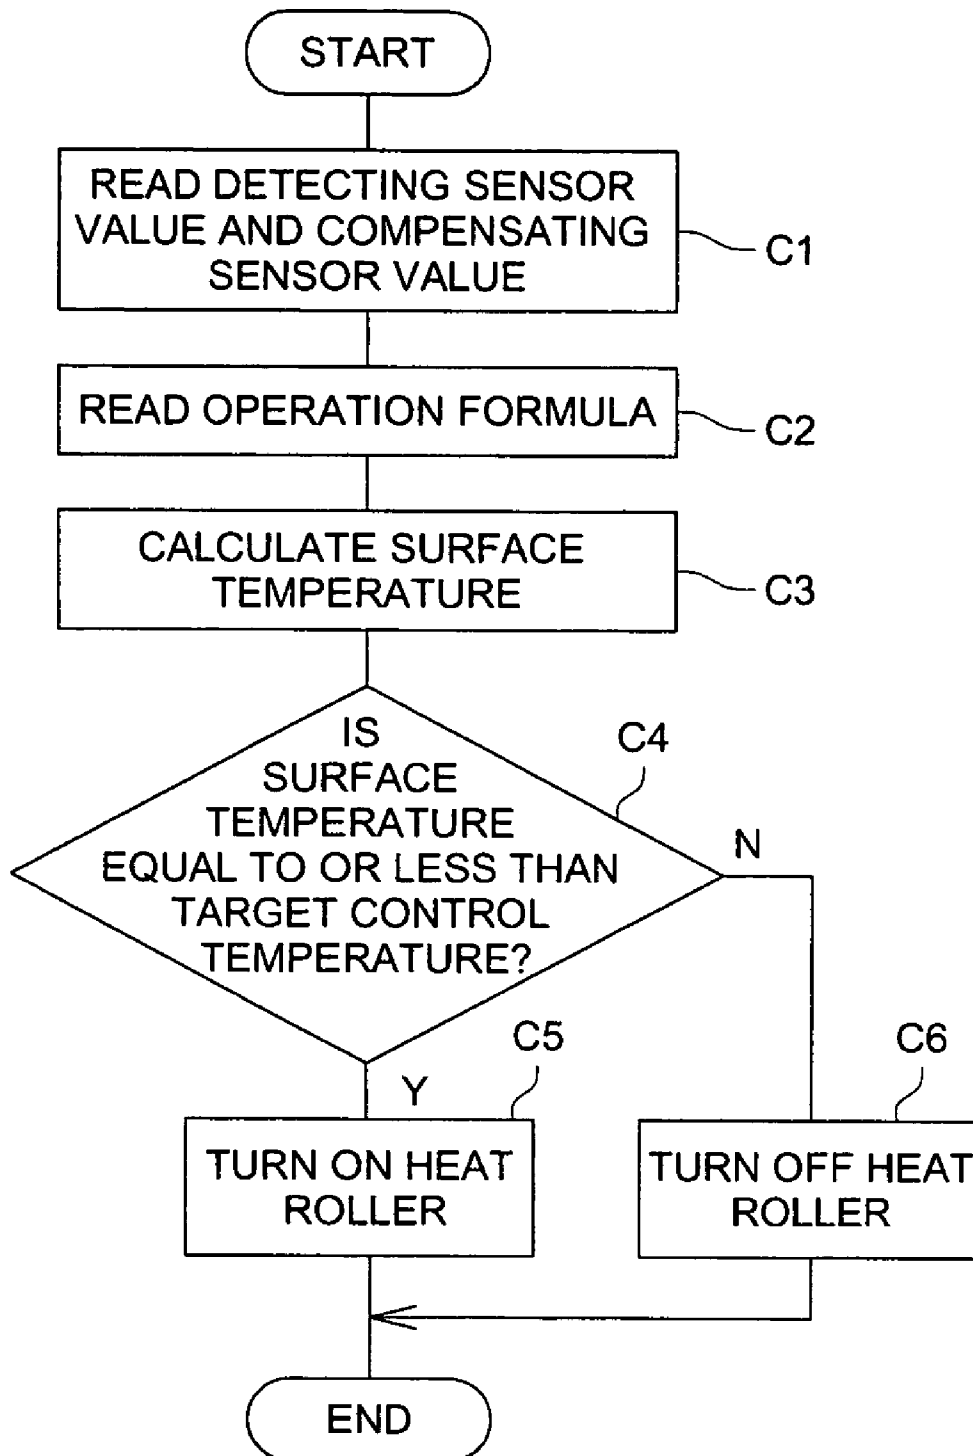 START
READ DETECTING SENSOR
VALUE AND COMPENSATING
SENSOR VALUE
C1
READ OPERATION FORMULA
C2
CALCULATE SURFACE
TEMPERATURE
C3
IS
SURFACE
TEMPERATURE
EQUAL TO OR LESS THAN
TARGET CONTROL
TEMPERATURE?
C4
N
Y
C5
TURN ON HEAT
ROLLER
C6
TURN OFF HEAT
ROLLER
END